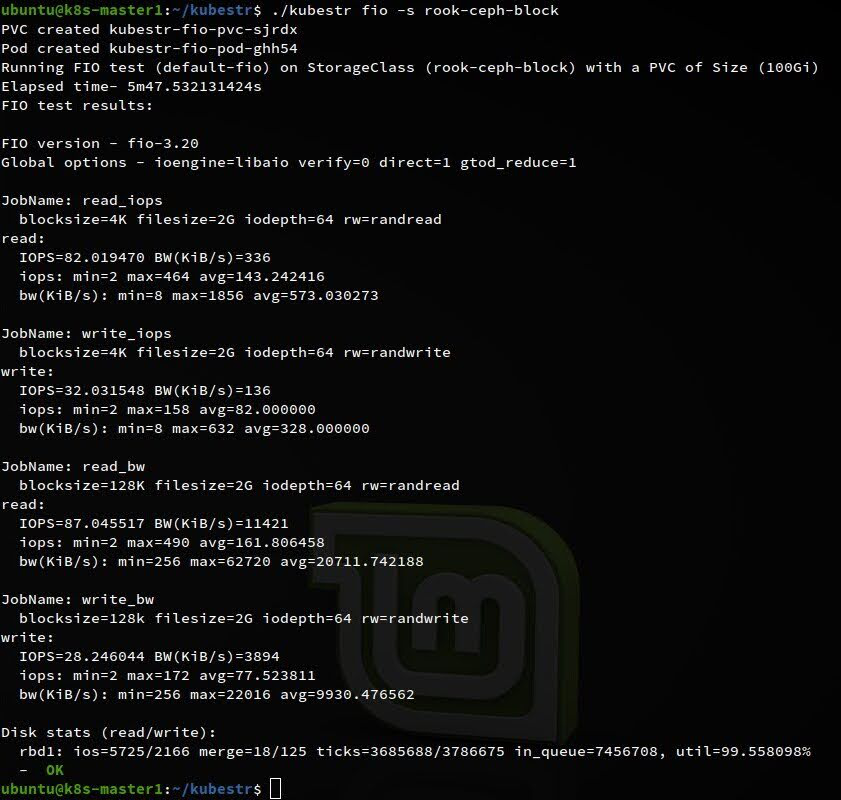 ubuntu@k8s-master1:~/kubestr$ ./kubestr fio -s rook-ceph-block
PVC created kubestr-fio-pvc-sjrdx
Pod created kubestr-fio-pod-ghh54
Running FIO test (default-fio) on StorageClass (rook-ceph-block) with a PVC of Size (100Gi)
Elapsed time- 5m47.532131424s
FIO test results:

FIO version - fio-3.20
Global options - ioengine=libaio verify=0 direct=1 gtod_reduce=1

JobName: read_iops
  blocksize=4K filesize=2G iodepth=64 rw=randread
read:
  IOPS=82.019470 BW(KiB/s)=336
  iops: min=2 max=464 avg=143.242416
  bw(KiB/s): min=8 max=1856 avg=573.030273

JobName: write_iops
  blocksize=4K filesize=2G iodepth=64 rw=randwrite
write:
  IOPS=32.031548 BW(KiB/s)=136
  iops: min=2 max=158 avg=82.000000
  bw(KiB/s): min=8 max=632 avg=328.000000

JobName: read_bw
  blocksize=128K filesize=2G iodepth=64 rw=randread
read:
  IOPS=87.045517 BW(KiB/s)=11421
  iops: min=2 max=490 avg=161.806458
  bw(KiB/s): min=256 max=62720 avg=20711.742188

JobName: write_bw
  blocksize=128k filesize=2G iodepth=64 rw=randwrite
write:
  IOPS=28.246044 BW(KiB/s)=3894
  iops: min=2 max=172 avg=77.523811
  bw(KiB/s): min=256 max=22016 avg=9930.476562

Disk stats (read/write):
  rbd1: ios=5725/2166 merge=18/125 ticks=3685688/3786675 in_queue=7456708, util=99.558098%
  -  OK
ubuntu@k8s-master1:~/kubestr$